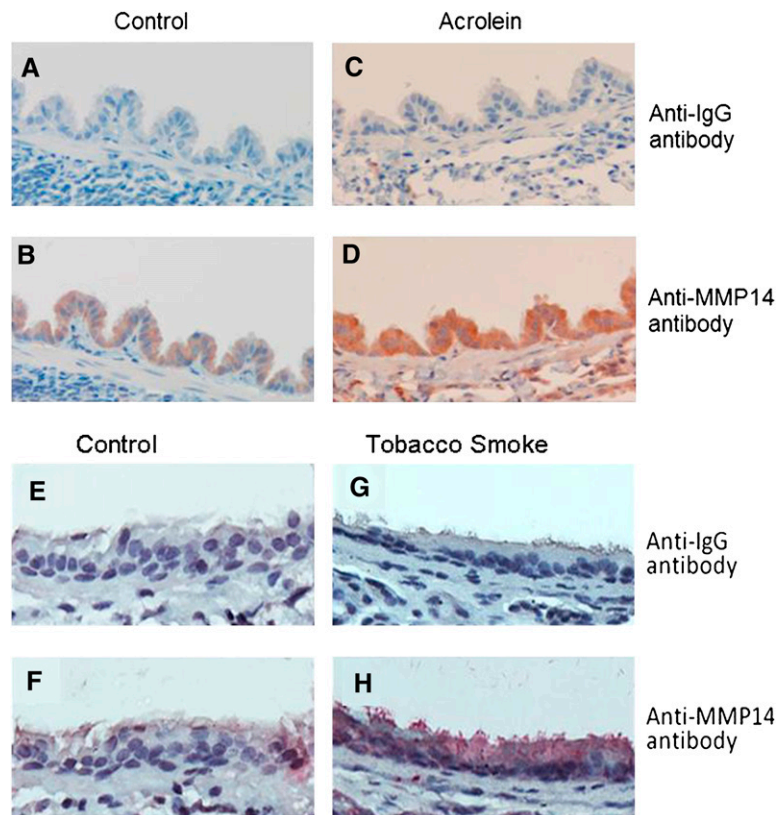 Control Acrolein
A C Anti-IgG
antibody
B D Anti-MMP14
antibody
Control Tobacco Smoke
E G Anti-IgG
antibody
F H Anti-MMP14
antibody